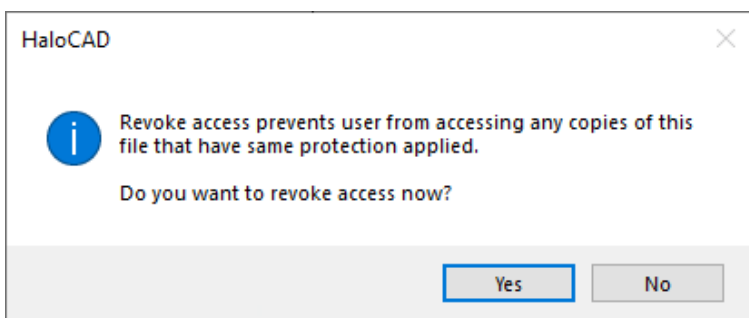 HaloCAD
Revoke access prevents user from accessing any copies of this
file that have same protection applied.
Do you want to revoke access now?
Yes
No